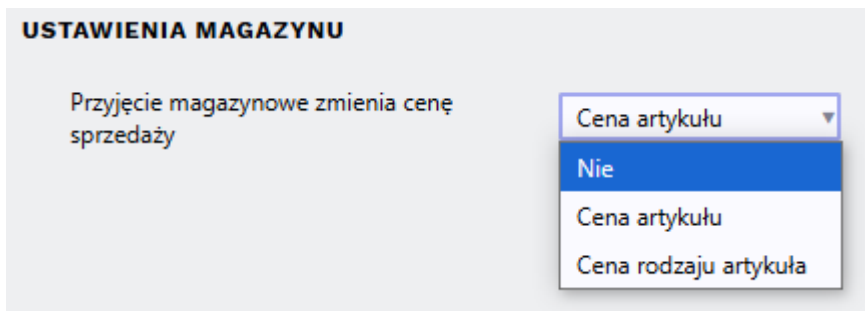 USTAWIENIA MAGAZYNU
Przyjęcie magazynowe zmienia cenę
sprzedaży
Cena artykułu
Nie
Cena artykułu
Cena rodzaju artykuła